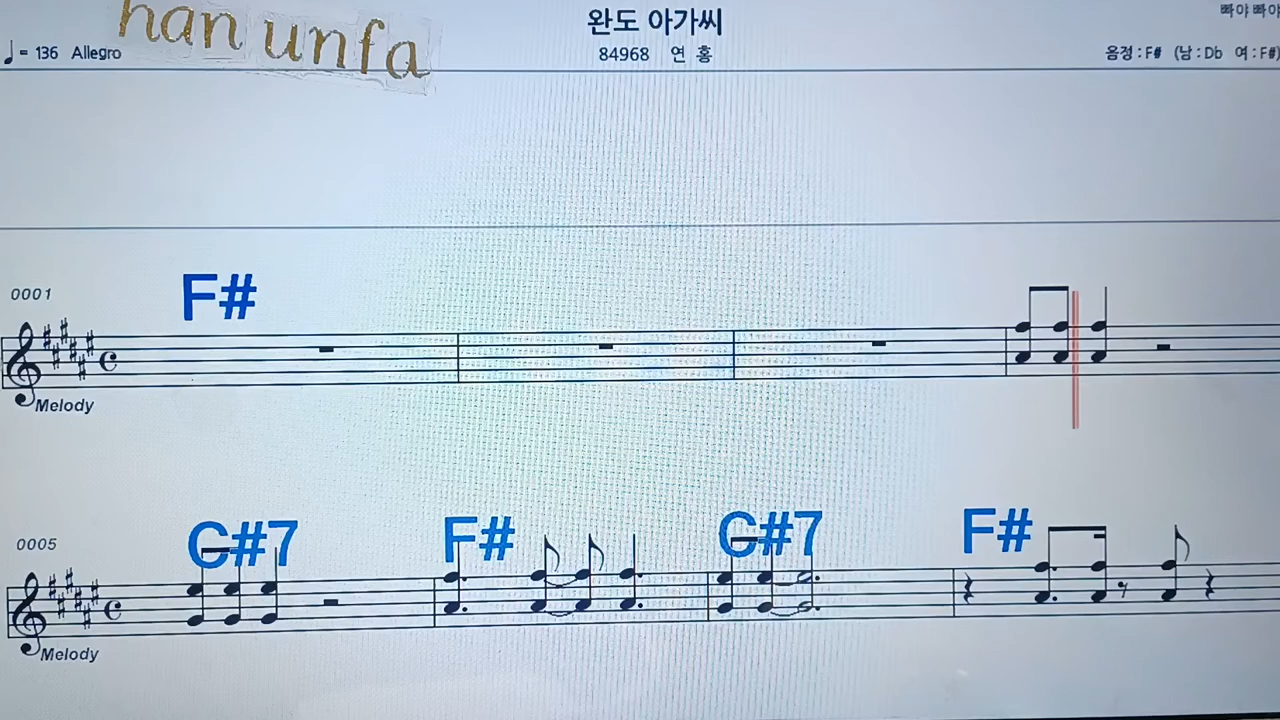 han unfa
완도 아가씨
빠야 빠야
♩= 136 Allegro
84968 연 홍
음정 : F# (남 : Db 여 : F#)
0001
F#
Melody
0005
C#7 F# C#7 F#
Melody